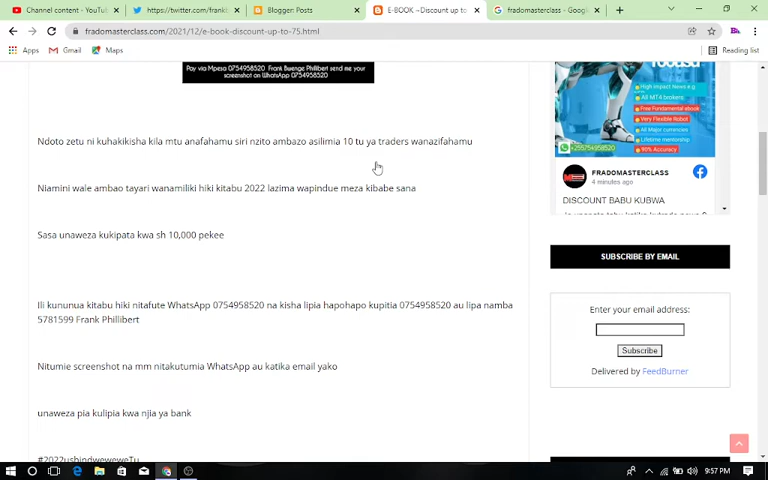 Channel content - YouTu
https://twitter.com/frankb
Blogger: Posts
E-BOOK ~Discount up to
fradomasterclass - Goog
fradomasterclass.com/2021/12/e-book-discount-up-to-75.html
Apps
Gmail
Maps
Reading list
Pay via Mpesa 0754958520 Frank Buenge Phillibert send me your
screenshot on WhatsApp 0754958520
Ndoto zetu ni kuhakikisha kila mtu anafahamu siri nzito ambazo asilimia 10 tu ya traders wanazifahamu
Niamini wale ambao tayari wanamiliki hiki kitabu 2022 lazima wapindue meza kibabe sana
Sasa unaweza kukipata kwa sh 10,000 pekee
Ili kununua kitabu hiki nitafute WhatsApp 0754958520 na kisha lipia hapohapo kupitia 0754958520 au lipa namba
5781599 Frank Phillibert
Nitumie screenshot na mm nitakutumia WhatsApp au katika email yako
unaweza pia kulipia kwa njia ya bank
#2022ushindweweweTu
High Impact News e.g
All MT4 brokers
Free Fundamental ebook
Very Flexible Robot
All Major currencies
Lifetime mentorship
90% Accuracy
+255754958520
FRADOMASTERCLASS
4 minutes ago
DISCOUNT BABU KUBWA
SUBSCRIBE BY EMAIL
Enter your email address:
Subscribe
Delivered by FeedBurner
9:57 PM